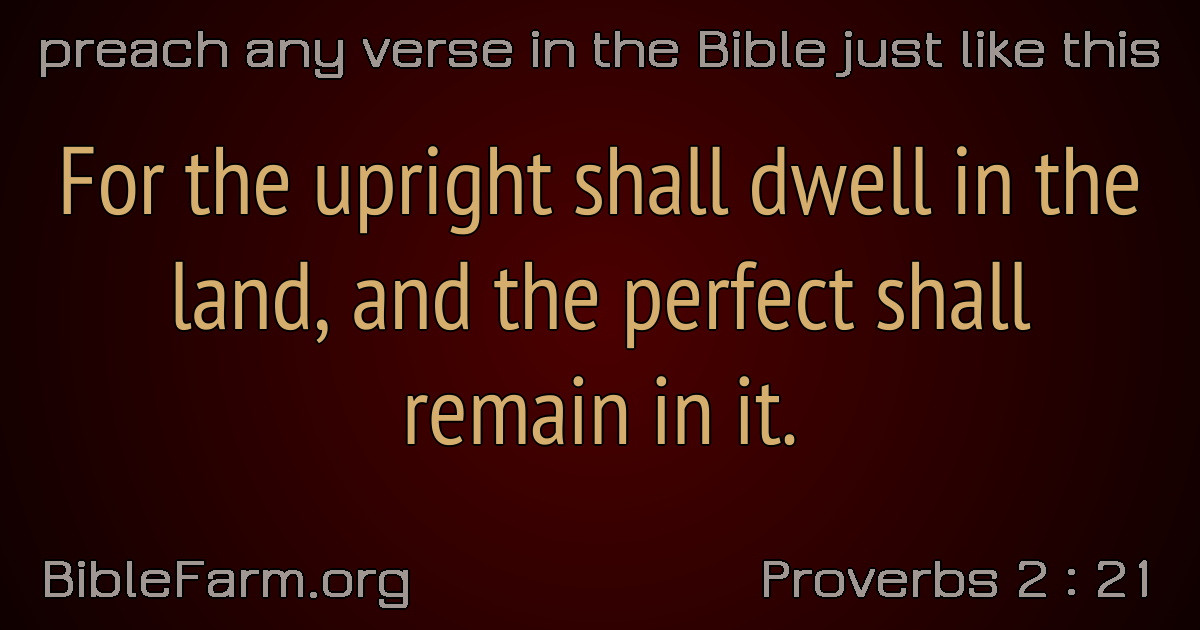 preach any verse in the Bible just like this
For the upright shall dwell in the
land, and the perfect shall
remain in it.
BibleFarm.org
Proverbs 2 : 21